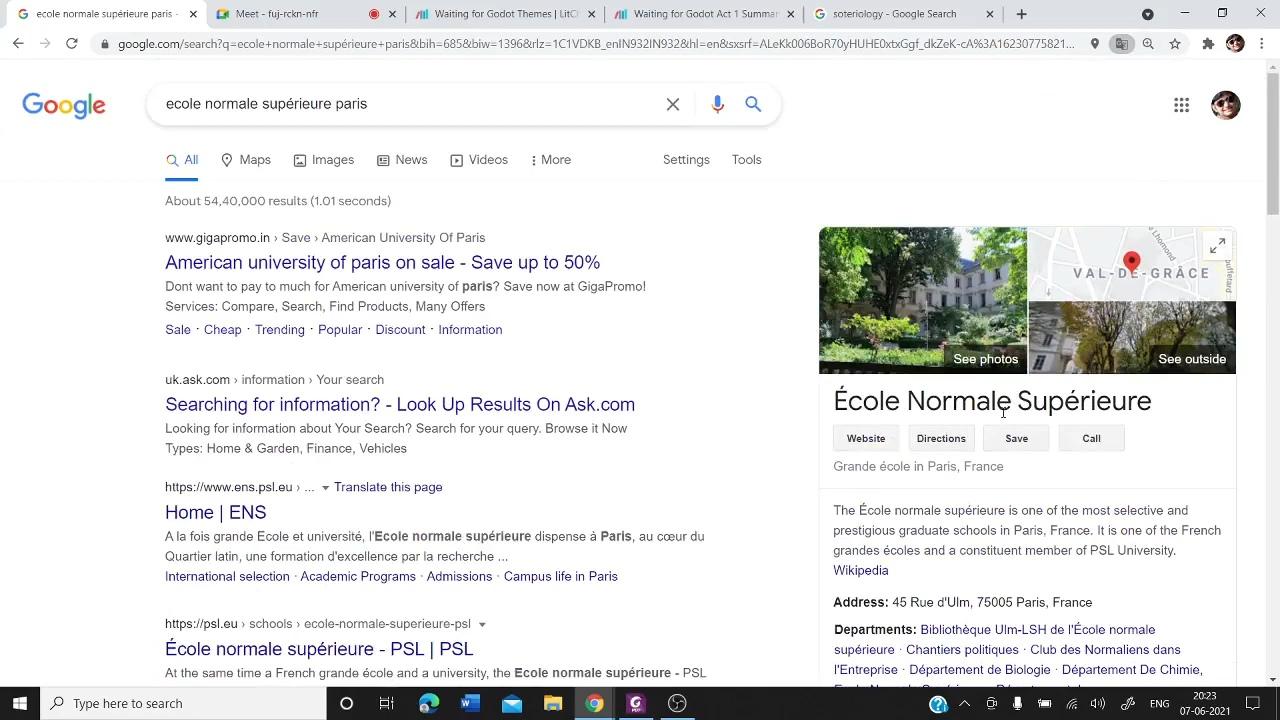 ecole normale supérieure paris
Meet - fuj-rckn-nfr
Waiting for Godot Themes | LitCh
Waiting for Godot Act 1 Summar
soteriology - Google Search
google.com/search?q=ecole+normale+supérieure+paris&bih=685&biw=1396&rlz=1C1VDKB_enIN932IN932&hl=en&sxsrf=ALeKk006BoR70yHUHE0xtxGgf_dkZeK-cA%3A16230775821...
Google
ecole normale supérieure paris
All
Maps
Images
News
Videos
More
Settings
Tools
About 54,40,000 results (1.01 seconds)
www.gigapromo.in › Save › American University Of Paris
American university of paris on sale - Save up to 50%
Dont want to pay to much for American university of paris? Save now at GigaPromo!
Services: Compare, Search, Find Products, Many Offers
Sale · Cheap · Trending · Popular · Discount · Information
uk.ask.com › information › Your search
Searching for information? - Look Up Results On Ask.com
Looking for information about Your Search? Search for your query. Browse it Now
Types: Home & Garden, Finance, Vehicles
https://www.ens.psl.eu › ... Translate this page
Home | ENS
A la fois grande Ecole et université, l'Ecole normale supérieure dispense à Paris, au cœur du
Quartier latin, une formation d'excellence par la recherche ...
International selection · Academic Programs · Admissions · Campus life in Paris
https://psl.eu › schools › ecole-normale-superieure-psl
École normale supérieure - PSL | PSL
At the same time a French grande école and a university, the Ecole normale supérieure - PSL
See photos
VAL-DE-GRÂCE
See outside
École Normale Supérieure
Website
Directions
Save
Call
Grande école in Paris, France
The École normale supérieure is one of the most selective and
prestigious graduate schools in Paris, France. It is one of the French
grandes écoles and a constituent member of PSL University.
Wikipedia
Address: 45 Rue d'Ulm, 75005 Paris, France
Departments: Bibliothèque Ulm-LSH de l'École normale
supérieure · Chantiers politiques · Club des Normaliens dans
l'Entreprise · Département de Biologie · Département De Chimie,
Type here to search
ENG
20:23
07-06-2021